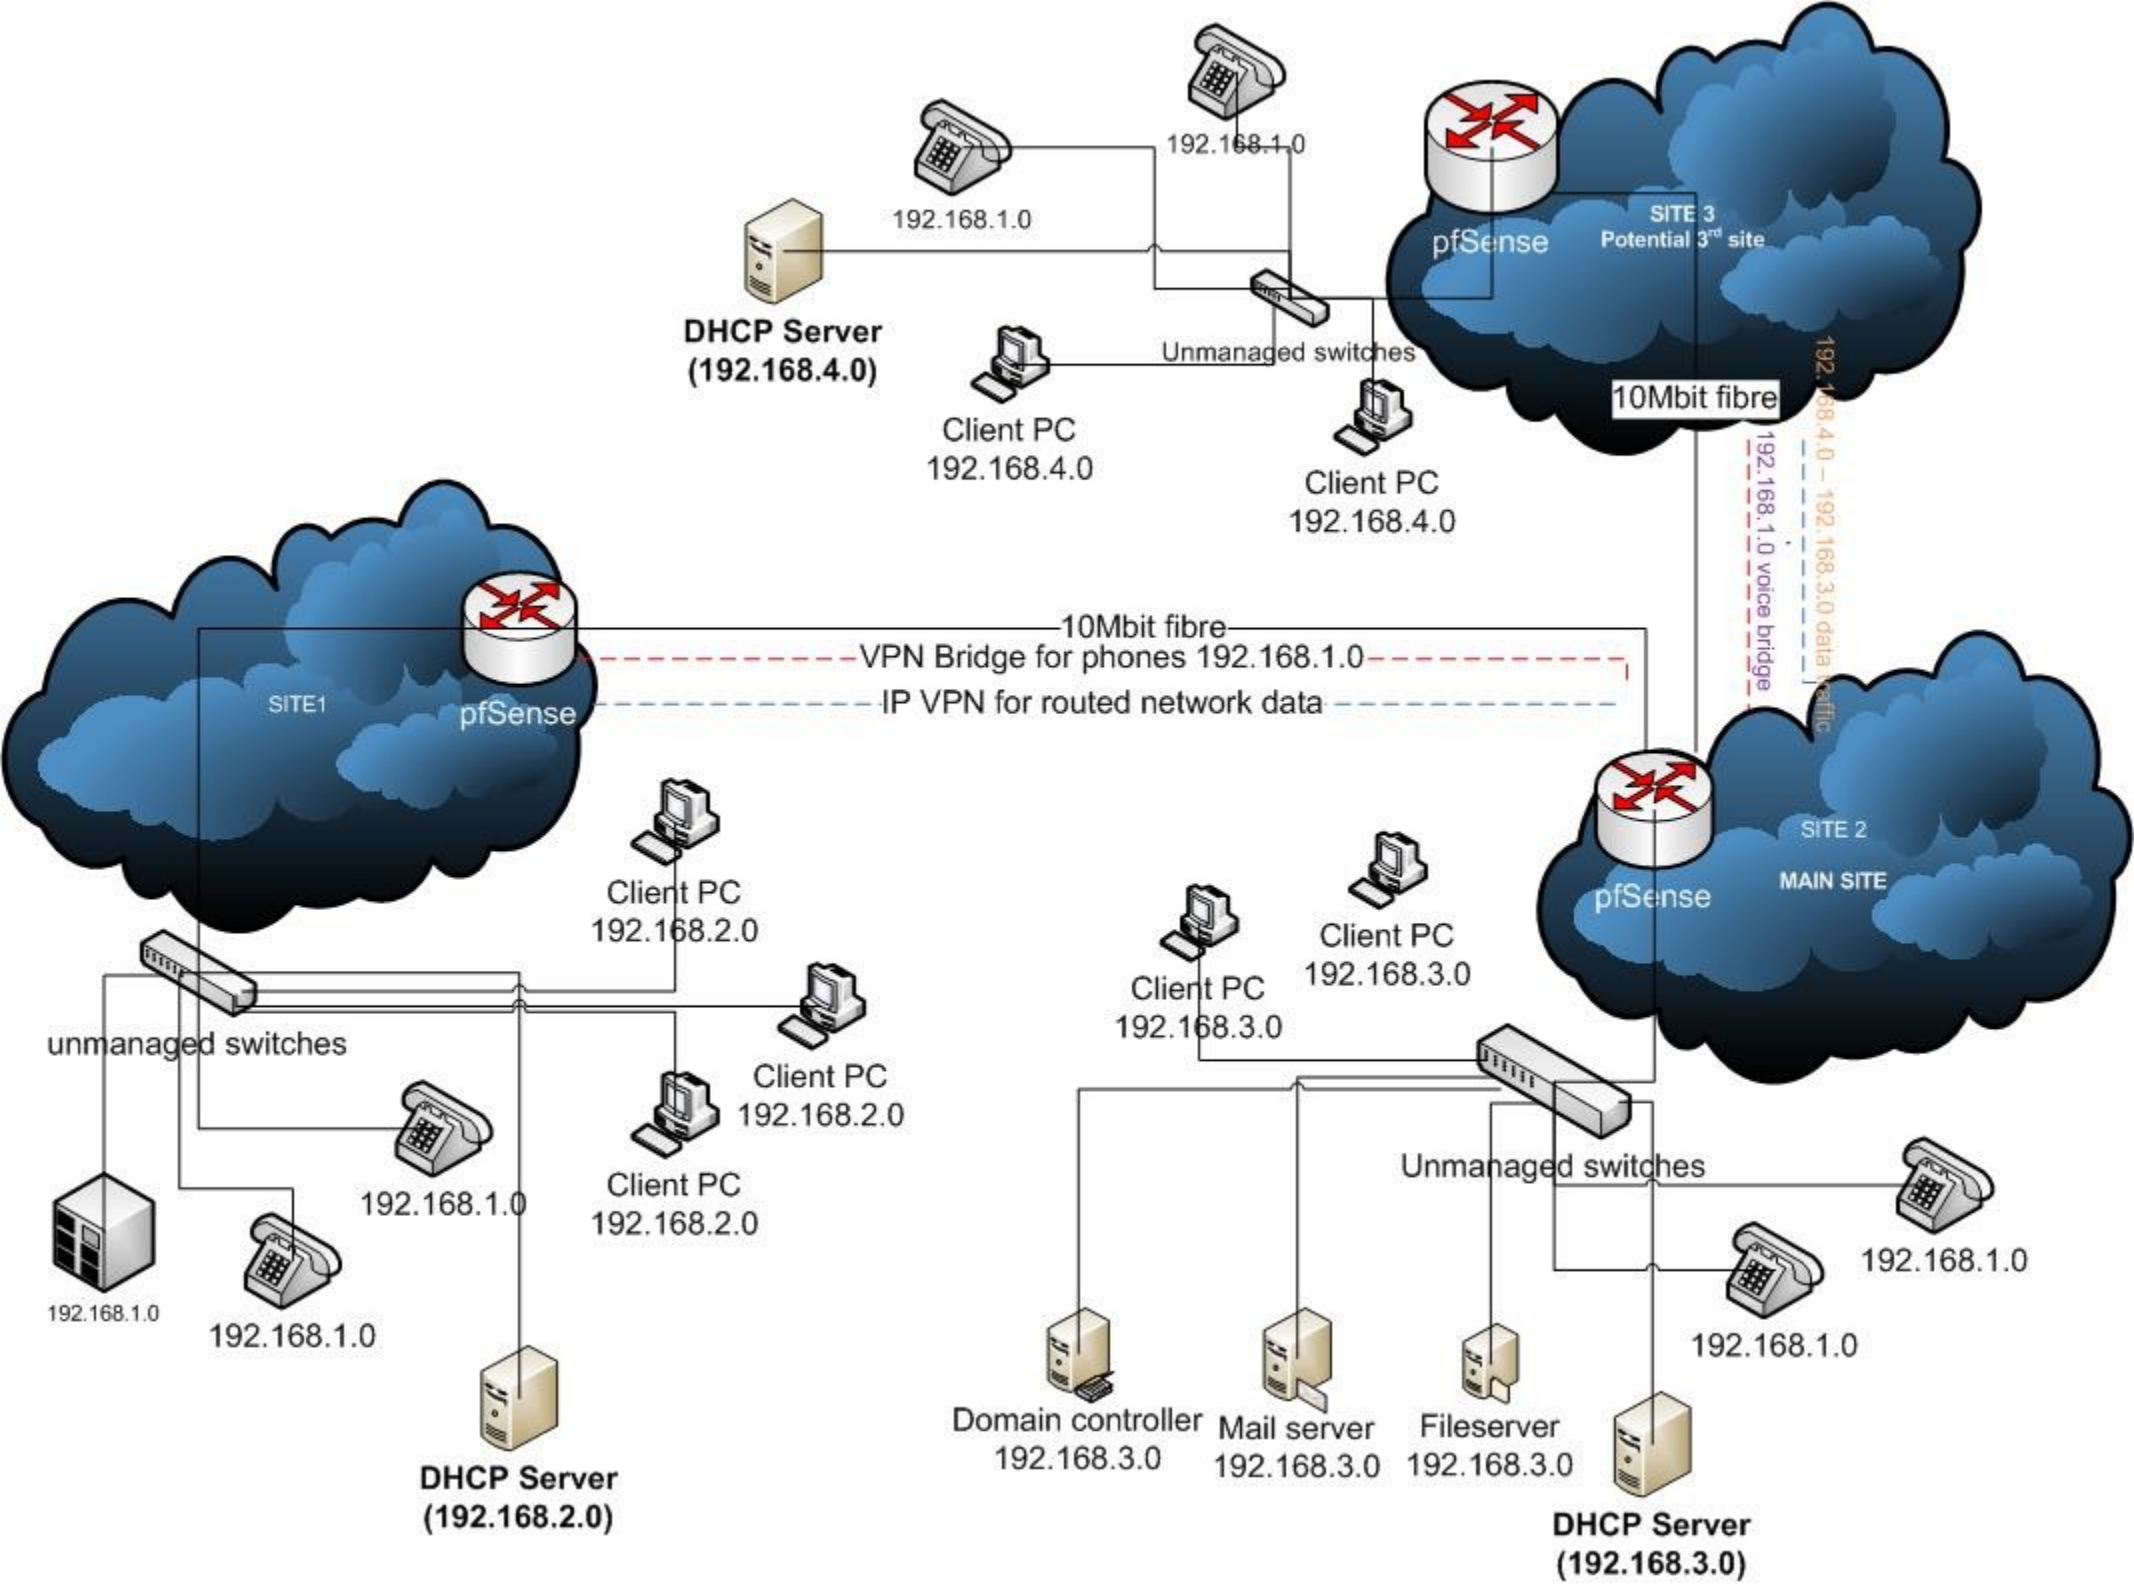 192.168.1.0
192.168.1.0
DHCP Server
(192.168.4.0)
Unmanaged switches
Client PC
192.168.4.0
Client PC
192.168.4.0
pfSense
SITE 3
Potential 3rd site
10Mbit fibre
192.168.1.0 voice bridge
192.168.4.0 – 192.168.3.0 data traffic
SITE1
pfSense
10Mbit fibre
VPN Bridge for phones 192.168.1.0
IP VPN for routed network data
SITE 2
MAIN SITE
pfSense
Client PC
192.168.2.0
Client PC
192.168.2.0
Client PC
192.168.2.0
unmanaged switches
192.168.1.0
192.168.1.0
192.168.1.0
DHCP Server
(192.168.2.0)
Client PC
192.168.3.0
Client PC
192.168.3.0
Unmanaged switches
192.168.1.0
192.168.1.0
Domain controller
192.168.3.0
Mail server
192.168.3.0
Fileserver
192.168.3.0
DHCP Server
(192.168.3.0)